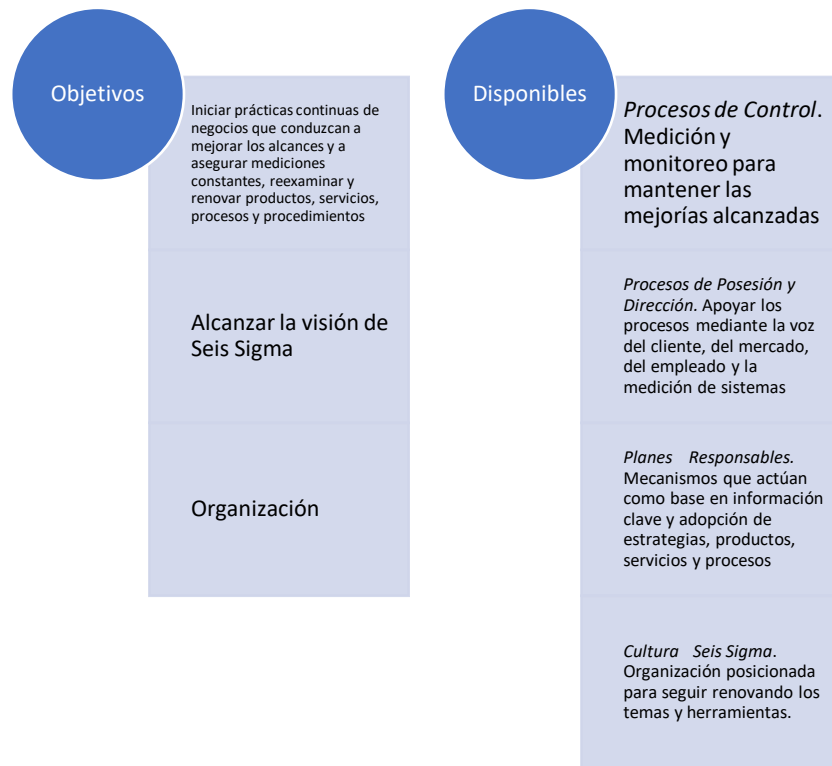 Objetivos
Iniciar prácticas continuas de
negocios que conduzcan a
mejorar los alcances y a
asegurar mediciones
constantes, reexaminar y
renovar productos, servicios,
procesos y procedimientos
Alcanzar la visión de
Seis Sigma
Organización
Disponibles
Procesos de Control.
Medición y
monitoreo para
mantener las
mejorías alcanzadas
Procesos de Posesión y
Dirección. Apoyar los
procesos mediante la voz
del cliente, del mercado,
del empleado y la
medición de sistemas
Planes Responsables.
Mecanismos que actúan
como base en información
clave y adopción de
estrategias, productos,
servicios y procesos
Cultura Seis Sigma.
Organización posicionada
para seguir renovando los
temas y herramientas.